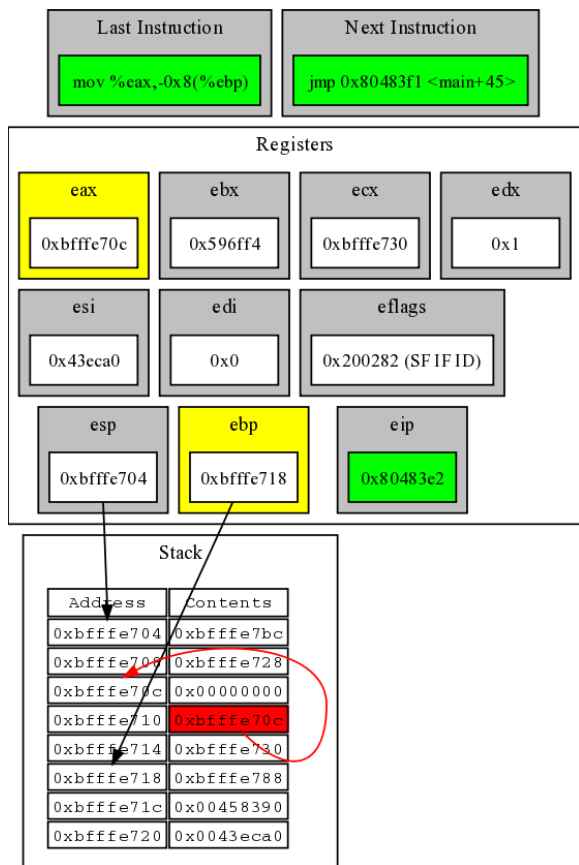 Last Instruction Next Instruction
mov %eax,-0x8(%ebp) jmp 0x80483f1 <main+45>
Registers
eax ebx ecx edx
0xbfffe70c 0x596ff4 0xbfffe730 0x1
esi edi eflags
0x43eca0 0x0 0x200282 (SF IF ID)
esp ebp eip
0xbfffe704 0xbfffe718 0x80483e2
Stack
Address Contents
0xbfffe704 0xbfffe7bc
0xbfffe708 0xbfffe728
0xbfffe70c 0x00000000
0xbfffe710 0xbfffe70c
0xbfffe714 0xbfffe730
0xbfffe718 0xbfffe788
0xbfffe71c 0x00458390
0xbfffe720 0x0043eca0